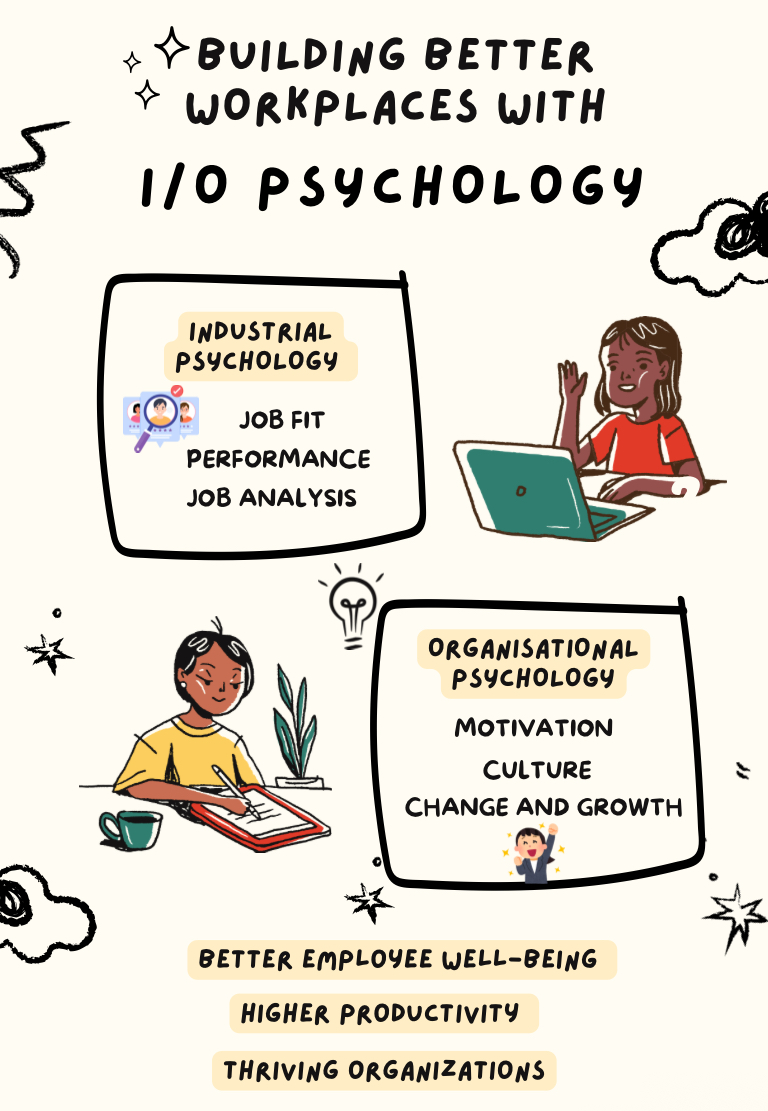 BUILDING BETTER
WORKPLACES WITH
I/O PSYCHOLOGY
INDUSTRIAL
PSYCHOLOGY
JOB FIT
PERFORMANCE
JOB ANALYSIS
ORGANISATIONAL
PSYCHOLOGY
MOTIVATION
CULTURE
CHANGE AND GROWTH
BETTER EMPLOYEE WELL-BEING
HIGHER PRODUCTIVITY
THRIVING ORGANIZATIONS